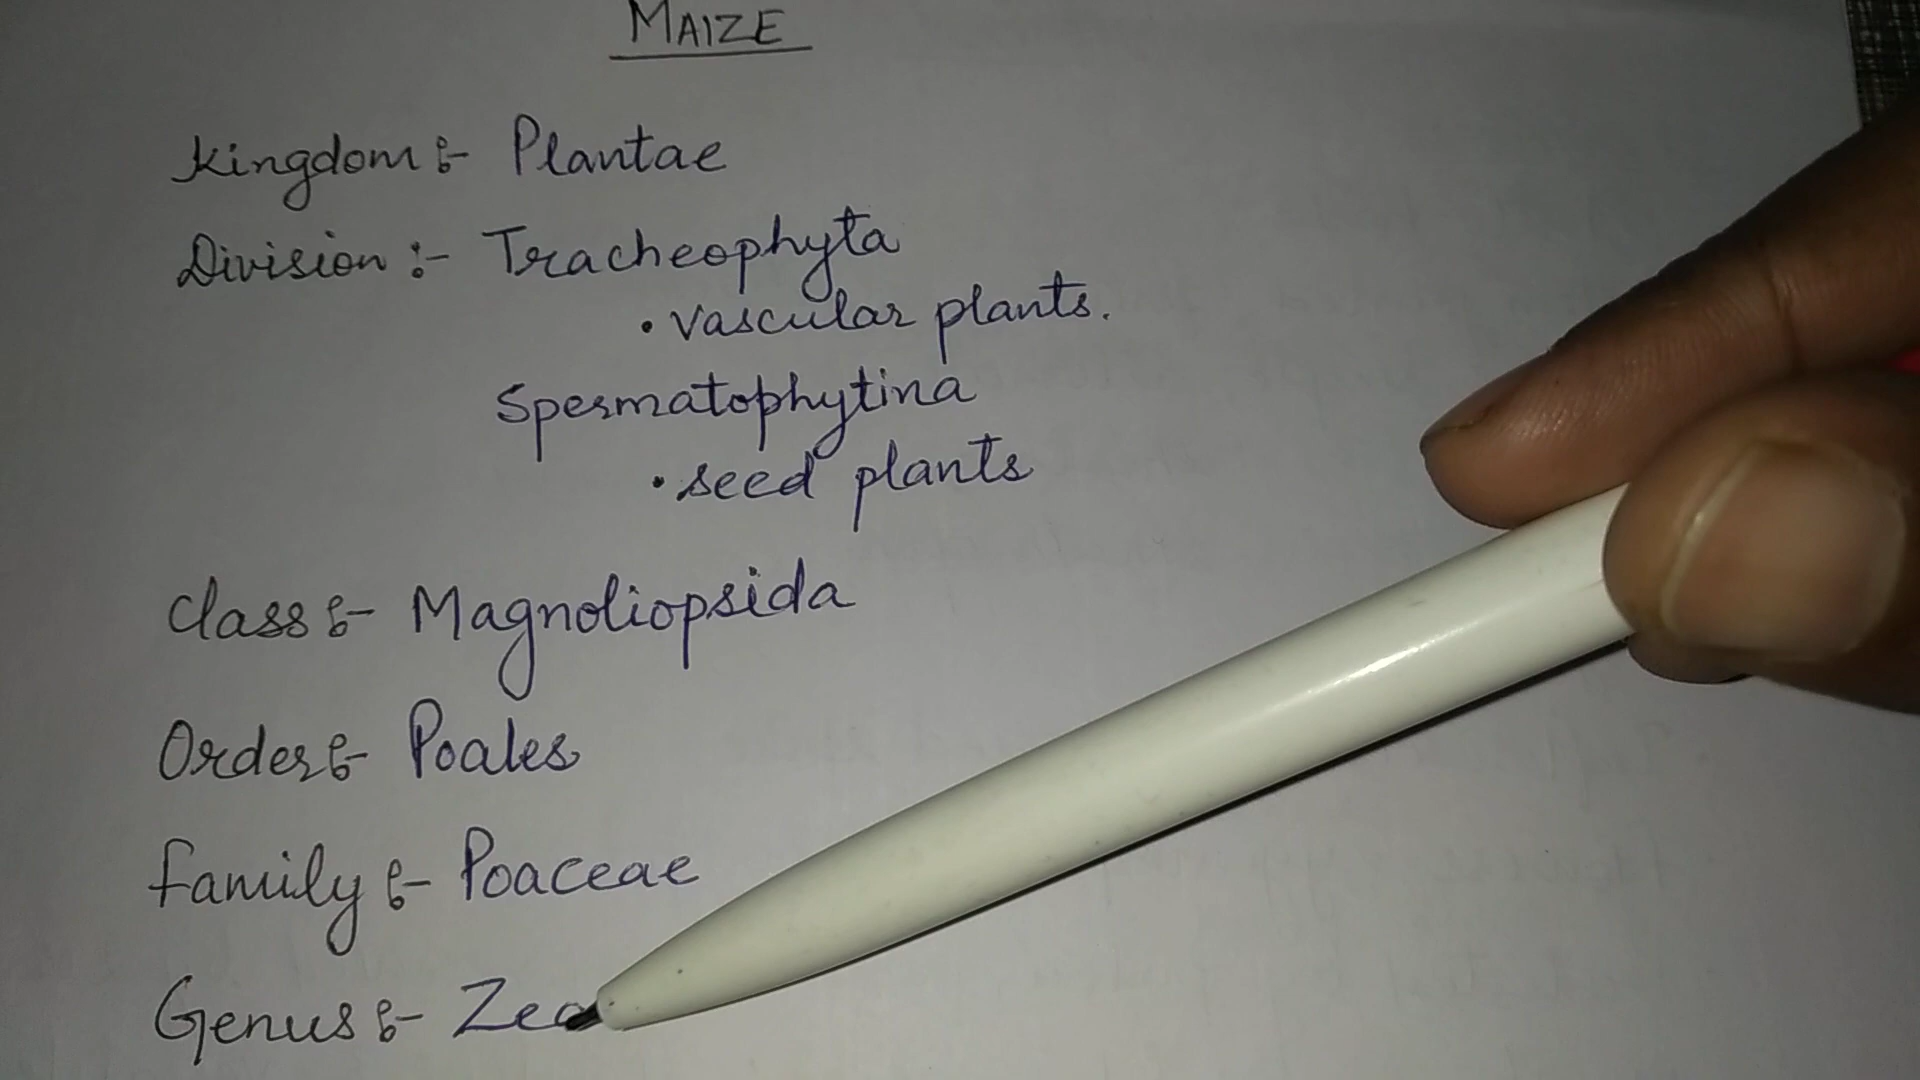 MAIZE
Kingdom :- Plantae
Division :- Tracheophyta
• vascular plants.
Spermatophytina
• seed plants
Class :- Magnoliopsida
Order :- Poales
Family :- Poaceae
Genus :- Zea